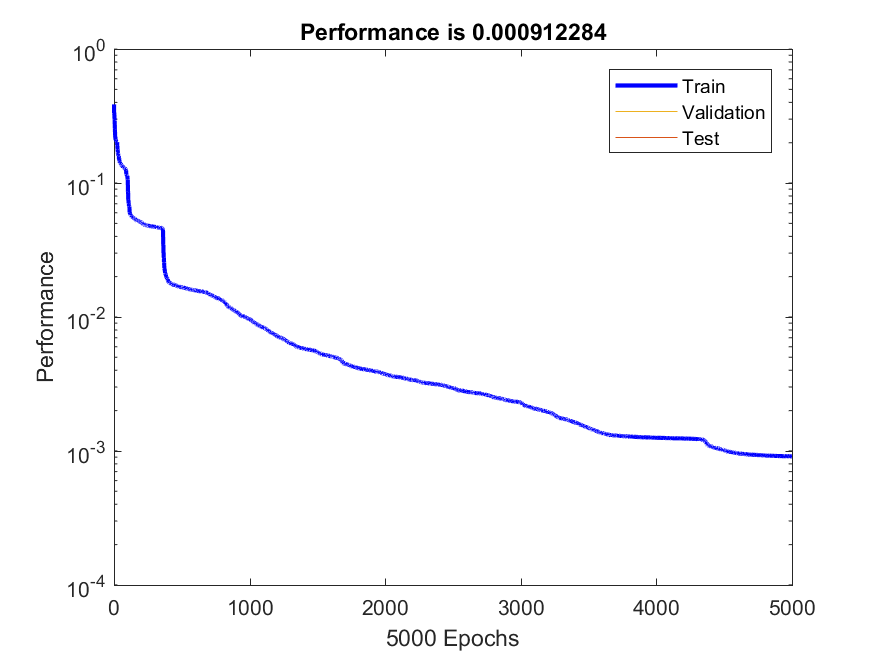 Performance is 0.000912284
10^0
10^-1
10^-2
10^-3
10^-4
Performance
Train
Validation
Test
0 1000 2000 3000 4000 5000
5000 Epochs